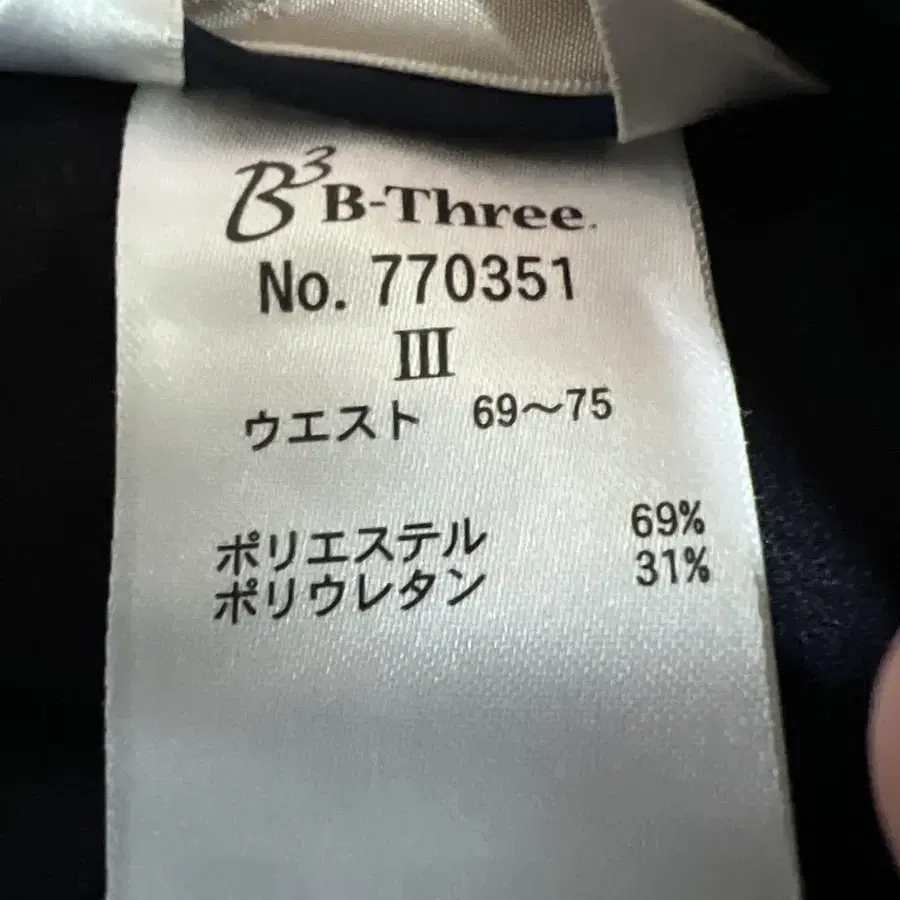 B3 B-Three
No. 770351
III
ウエスト 69～75
ポリエステル 69%
ポリウレタン 31%